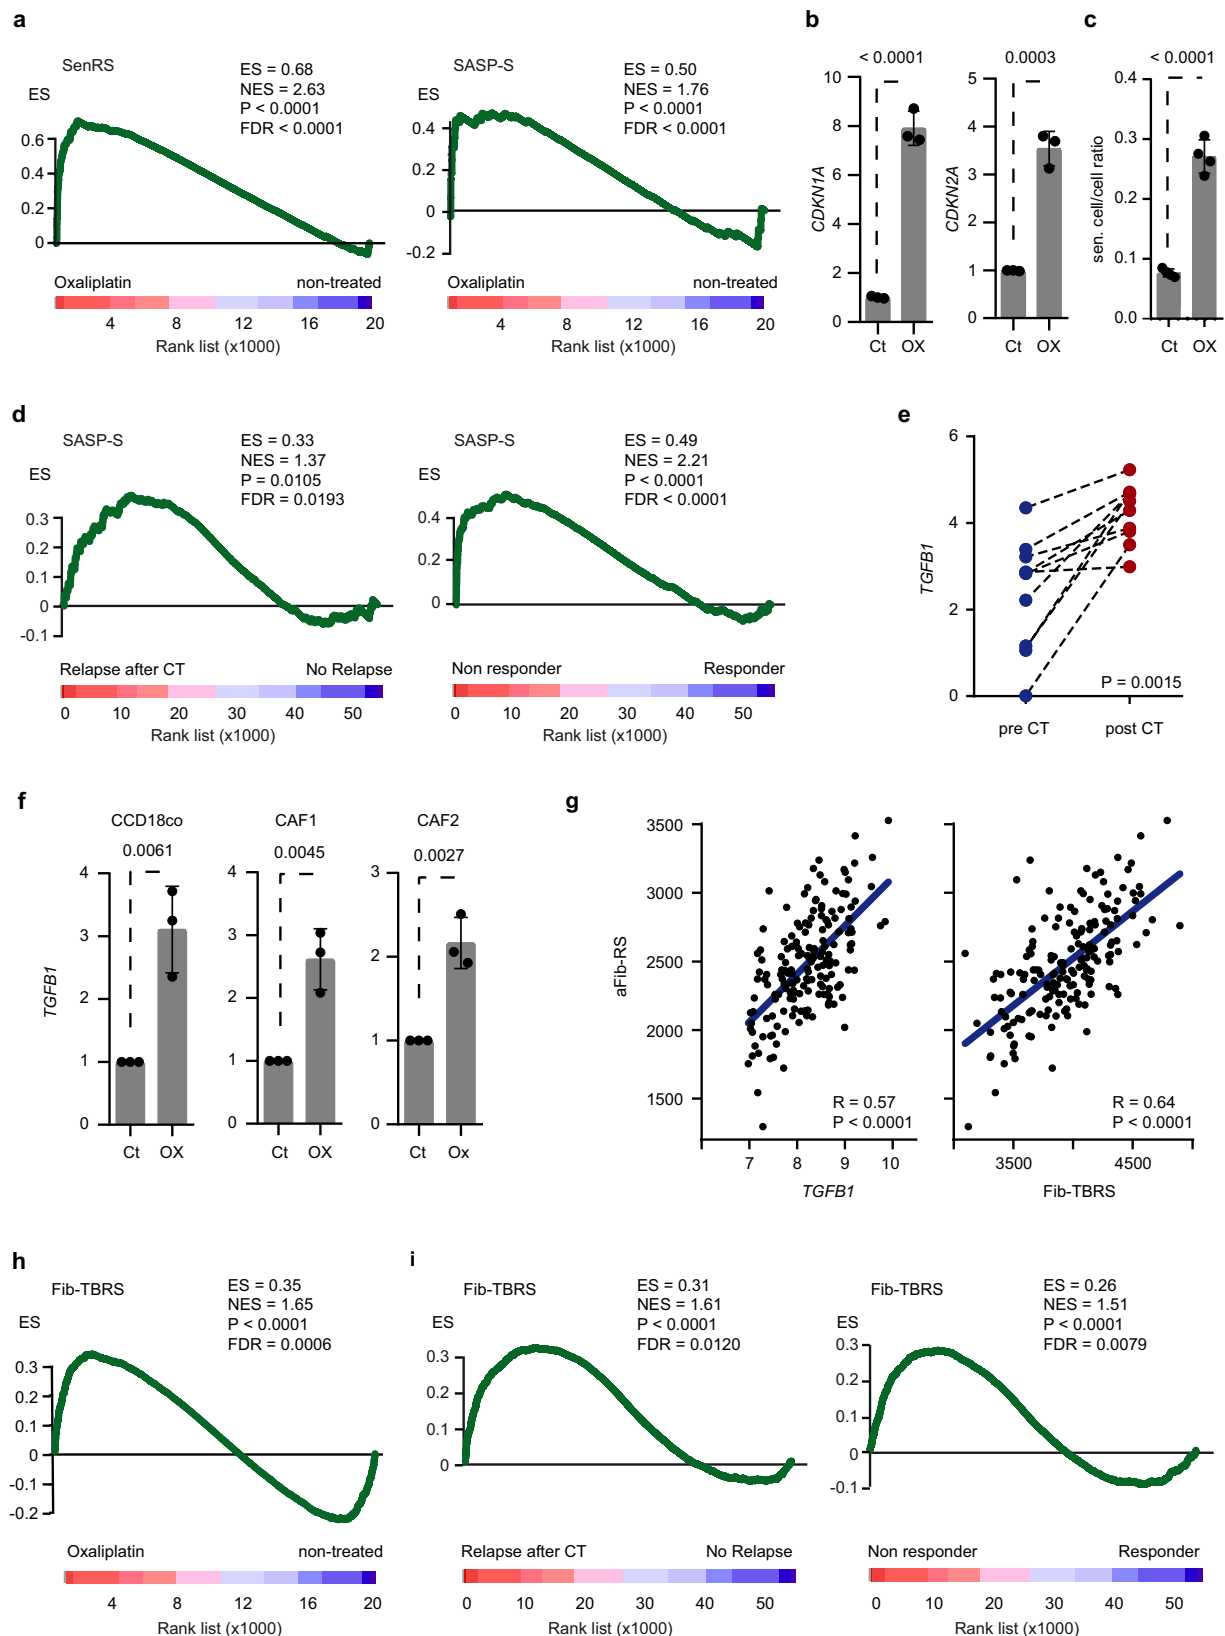 a
SenRS
ES = 0.68
NES = 2.63
P < 0.0001
FDR < 0.0001
ES
0.6
0.4
0.2
0
Oxaliplatin non-treated
4 8 12 16 20
Rank list (x1000)
SASP-S
ES = 0.50
NES = 1.76
P < 0.0001
FDR < 0.0001
ES
0.4
0.2
0
-0.2
Oxaliplatin non-treated
4 8 12 16 20
Rank list (x1000)
b
< 0.0001
CDKN1A
10
8
6
4
2
0
Ct OX
0.0003
CDKN2A
5
4
3
2
1
0
Ct OX
c
< 0.0001
sen. cell/cell ratio
0.4
0.3
0.2
0.1
0.0
Ct OX
d
SASP-S
ES = 0.33
NES = 1.37
P = 0.0105
FDR = 0.0193
ES
0.3
0.2
0.1
0
-0.1
Relapse after CT No Relapse
0 10 20 30 40 50
Rank list (x1000)
SASP-S
ES = 0.49
NES = 2.21
P < 0.0001
FDR < 0.0001
ES
0.4
0.2
0
Non responder Responder
0 10 20 30 40 50
Rank list (x1000)
e
TGFB1
6
4
2
0
P = 0.0015
pre CT post CT
f
CCD18co
0.0061
TGFB1
4
3
2
1
0
Ct OX
CAF1
0.0045
4
3
2
1
0
Ct OX
CAF2
0.0027
3
2
1
0
Ct Ox
g
aFib-RS
3500
3000
2500
2000
1500
R = 0.57
P < 0.0001
7 8 9 10
TGFB1
R = 0.64
P < 0.0001
3500 4500
Fib-TBRS
h
Fib-TBRS
ES = 0.35
NES = 1.65
P < 0.0001
FDR = 0.0006
ES
0.3
0.2
0.1
0
-0.1
-0.2
Oxaliplatin non-treated
4 8 12 16 20
Rank list (x1000)
i
Fib-TBRS
ES = 0.31
NES = 1.61
P < 0.0001
FDR = 0.0120
ES
0.3
0.2
0.1
0
Relapse after CT No Relapse
0 10 20 30 40 50
Rank list (x1000)
Fib-TBRS
ES = 0.26
NES = 1.51
P < 0.0001
FDR = 0.0079
ES
0.3
0.2
0.1
0
-0.1
Non responder Responder
0 10 20 30 40 50
Rank list (x1000)